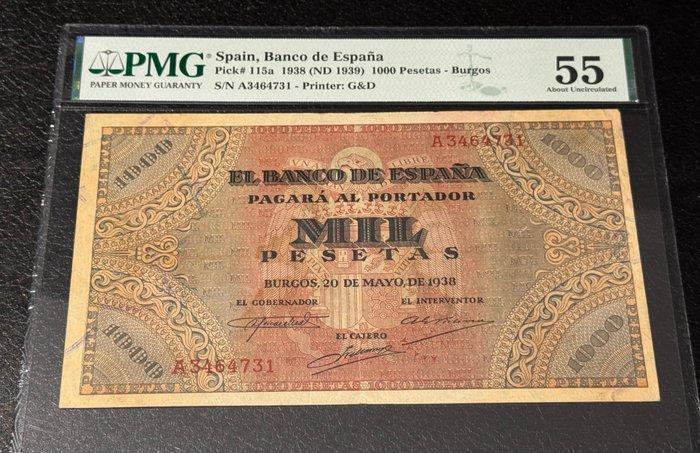 PMG
PAPER MONEY GUARANTY
Spain, Banco de España
Pick# 115a 1938 (ND 1939) 1000 Pesetas - Burgos
S/N A3464731 - Printer: G&D
55
About Uncirculated
1000
A3464731
1000
EL BANCO DE ESPAÑA
PAGARÁ AL PORTADOR
MIL
PESETAS
BURGOS, 20 DE MAYO, DE 1938
EL GOBERNADOR
EL INTERVENTOR
EL CAJERO
1000
A3464731
1000